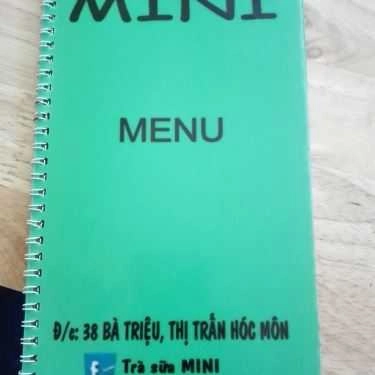 MINI
MENU
Đ/c: 38 BÀ TRIỆU, THỊ TRẤN HÓC MÔN
Trà sữa MINI